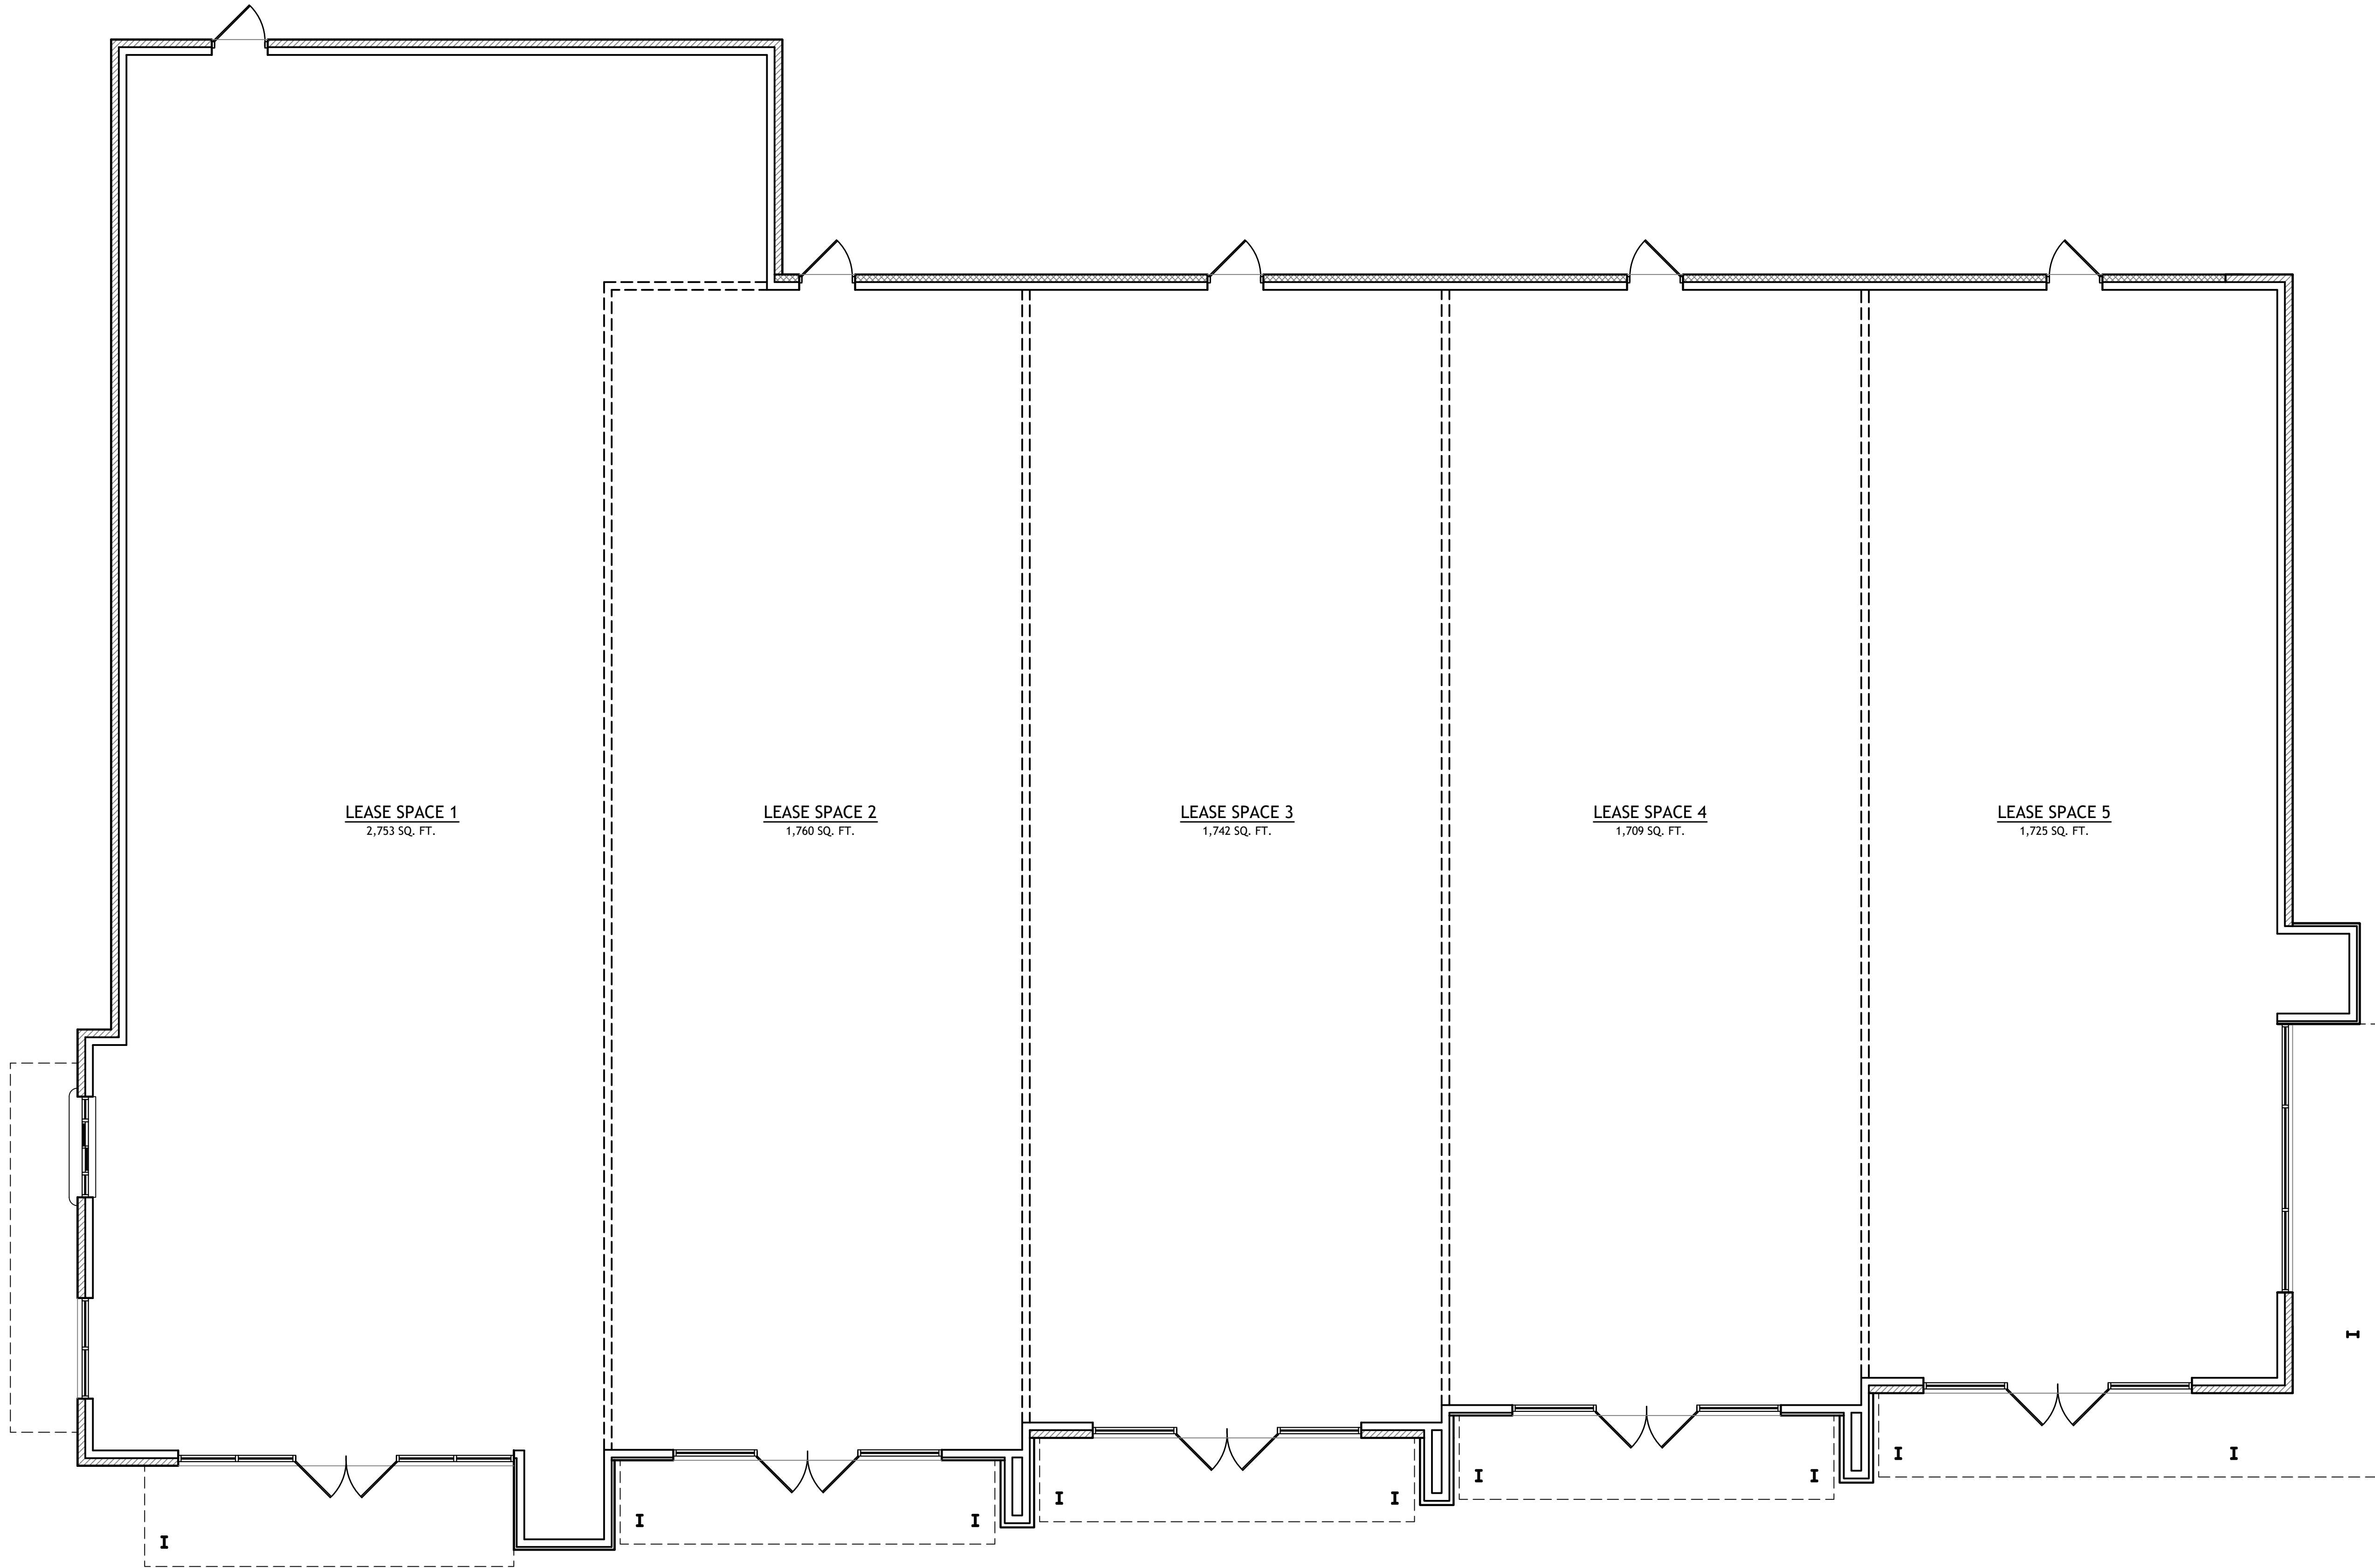 LEASE SPACE 1
2,753 SQ. FT.
LEASE SPACE 2
1,760 SQ. FT.
LEASE SPACE 3
1,742 SQ. FT.
LEASE SPACE 4
1,709 SQ. FT.
LEASE SPACE 5
1,725 SQ. FT.